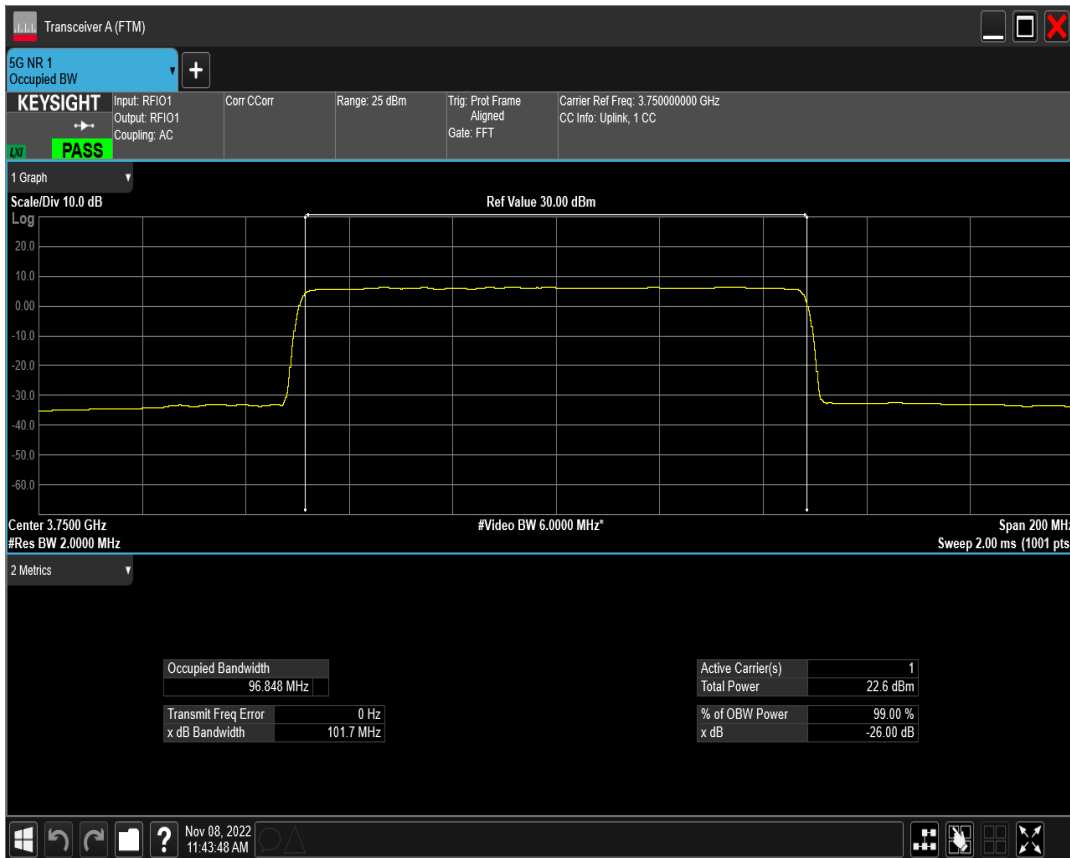 Transceiver A (FTM)
5G NR 1
Occupied BW
+
KEYSIGHT
LXI
PASS
Input: RFIO1
Output: RFIO1
Coupling: AC
Corr CCorr
Range: 25 dBm
Trig: Prot Frame
Aligned
Gate: FFT
Carrier Ref Freq: 3.750000000 GHz
CC Info: Uplink, 1 CC
1 Graph
Scale/Div 10.0 dB
Ref Value 30.00 dBm
Log
20.0
10.0
0.00
-10.0
-20.0
-30.0
-40.0
-50.0
-60.0
Center 3.7500 GHz
#Video BW 6.0000 MHz*
Span 200 MHz
#Res BW 2.0000 MHz
Sweep 2.00 ms (1001 pts
2 Metrics
Occupied Bandwidth
96.848 MHz
Transmit Freq Error 0 Hz
x dB Bandwidth 101.7 MHz
Active Carrier(s) 1
Total Power 22.6 dBm
% of OBW Power 99.00 %
x dB -26.00 dB
?
Nov 08, 2022
11:43:48 AM